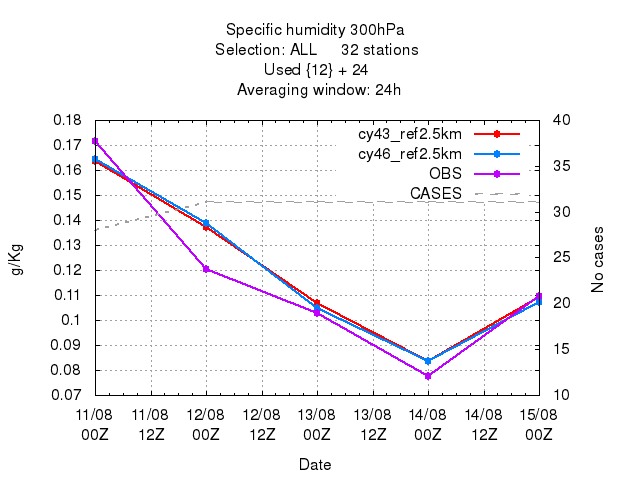 Specific humidity 300hPa
Selection: ALL 32 stations
Used {12} + 24
Averaging window: 24h
0.18
0.17
0.16
0.15
0.14
0.13
0.12
0.11
0.1
0.09
0.08
0.07
g/Kg
cy43_ref2.5km
cy46_ref2.5km
OBS
CASES
40
35
30
25
20
15
10
No cases
11/08 11/08 12/08 12/08 13/08 13/08 14/08 14/08 15/08
00Z 12Z 00Z 12Z 00Z 12Z 00Z 12Z 00Z
Date